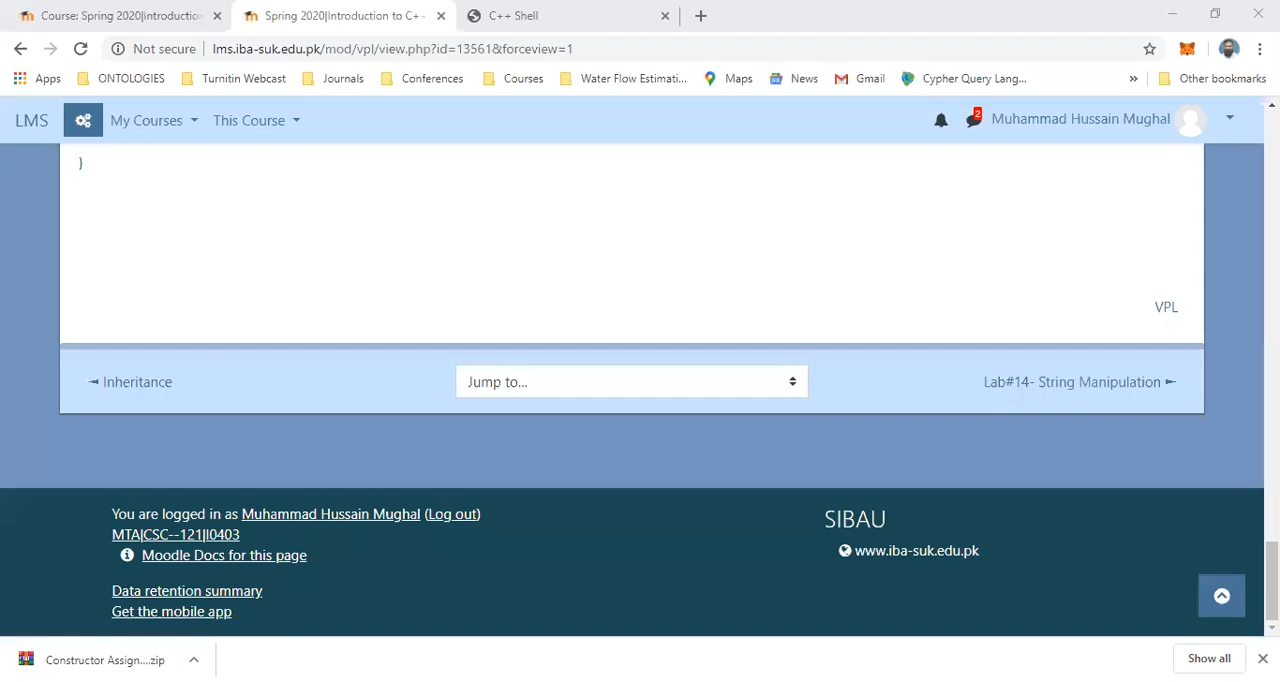 Course: Spring 2020|introduction
Spring 2020|Introduction to C++
C++ Shell
Not secure
lms.iba-suk.edu.pk/mod/vpl/view.php?id=13561&forceview=1
Apps
ONTOLOGIES
Turnitin Webcast
Journals
Conferences
Courses
Water Flow Estimati...
Maps
News
Gmail
Cypher Query Lang...
»
Other bookmarks
LMS
My Courses
This Course
2
Muhammad Hussain Mughal
}
VPL
◄ Inheritance
Jump to...
Lab#14- String Manipulation ►
You are logged in as Muhammad Hussain Mughal (Log out)
MTA|CSC--121|I0403
Moodle Docs for this page
Data retention summary
Get the mobile app
SIBAU
www.iba-suk.edu.pk
Constructor Assign....zip
Show all